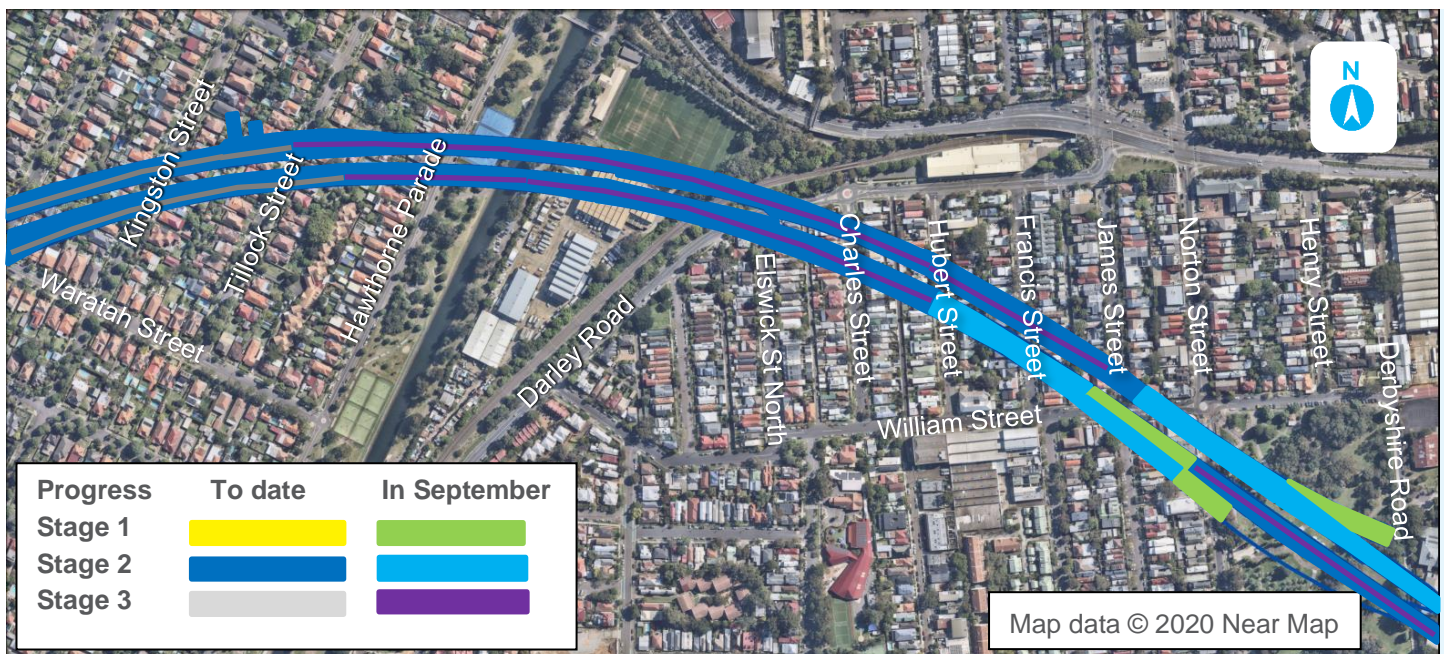 N
Kingston Street
Tillock Street
Hawthorne Parade
Waratah Street
Darley Road
Elswick St North
Charles Street
Hubert Street
Francis Street
James Street
Norton Street
Henry Street
Derbyshire Road
William Street
Progress To date In September
Stage 1
Stage 2
Stage 3
Map data © 2020 Near Map